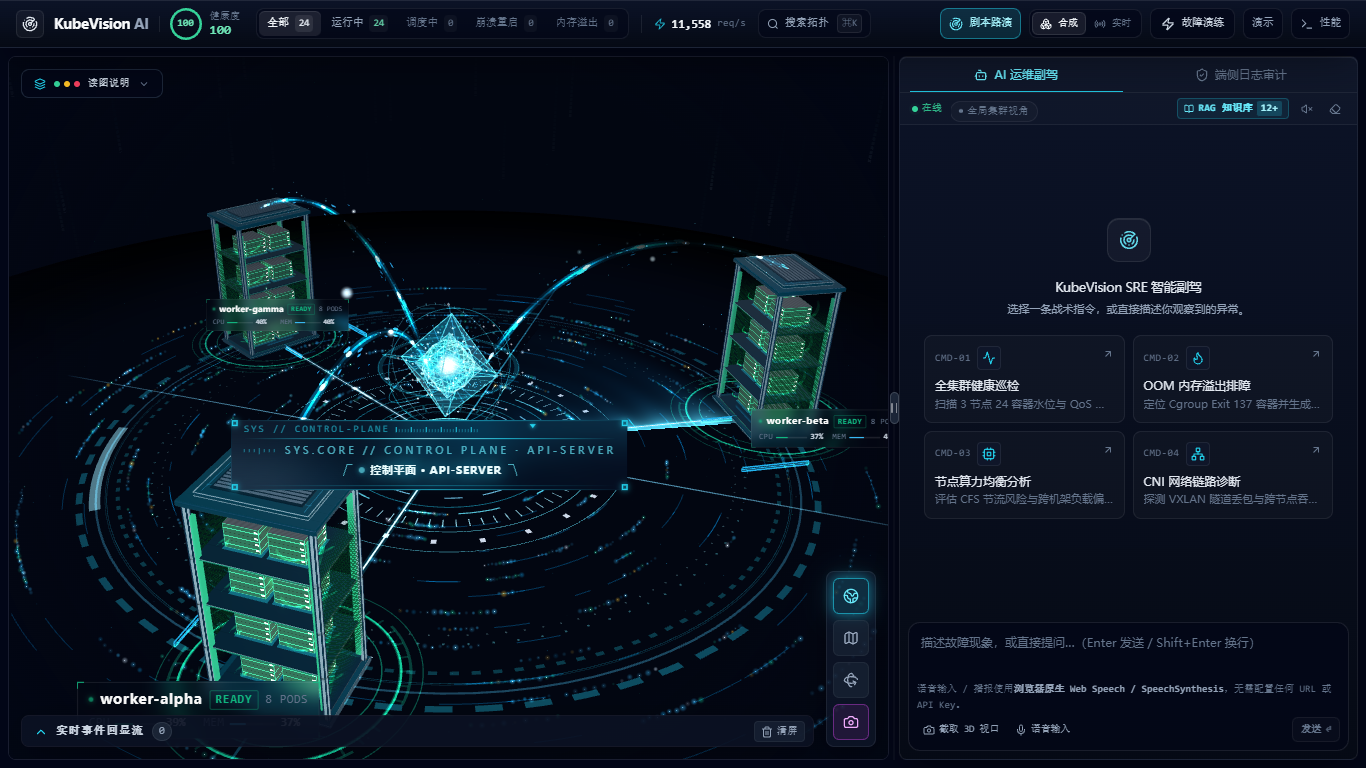 KubeVision AI
100
健康度
100
全部 24
运行中 24
调度中 0
崩溃重启 0
内存溢出 0
11,558 req/s
搜索拓扑 ⌘K
剧本路演
合成
实时
故障演练
演示
性能
读图说明
worker-gamma READY 8 PODS
CPU 40% MEM 40%
worker-beta READY 8 PC
CPU 37% MEM 4
SYS // CONTROL-PLANE
SYS.CORE // CONTROL PLANE · API-SERVER
控制平面 • API-SERVER
worker-alpha READY 8 PODS
实时事件回显流 0
清屏
AI 运维副驾
端侧日志审计
在线
全局集群视角
RAG 知识库 12+
KubeVision SRE 智能副驾
选择一条战术指令，或直接描述你观察到的异常。
CMD-01
全集群健康巡检
扫描 3 节点 24 容器水位与 QoS ...
CMD-02
OOM 内存溢出排障
定位 Cgroup Exit 137 容器并生成...
CMD-03
节点算力均衡分析
评估 CFS 节流风险与跨机架负载偏...
CMD-04
CNI 网络链路诊断
探测 VXLAN 隧道丢包与跨节点吞...
描述故障现象，或直接提问...（Enter 发送 / Shift+Enter 换行）
语音输入 / 播报使用浏览器原生 Web Speech / SpeechSynthesis，无需配置任何 URL 或
API Key。
截取 3D 视口
语音输入
发送